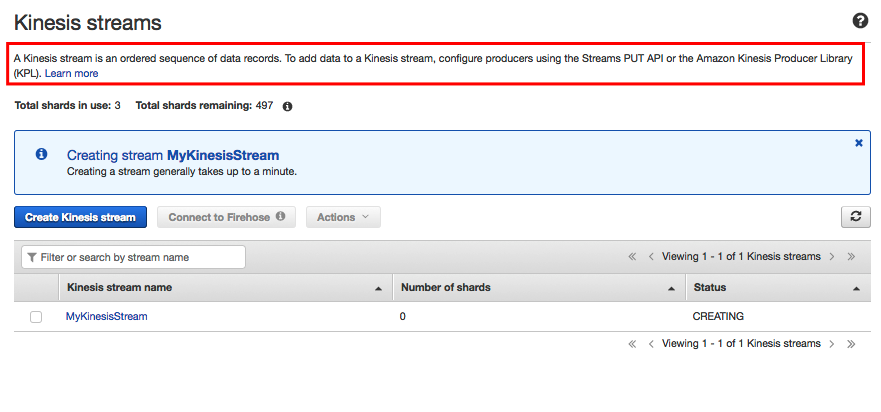 Kinesis streams
A Kinesis stream is an ordered sequence of data records. To add data to a Kinesis stream, configure producers using the Streams PUT API or the Amazon Kinesis Producer Library
(KPL). Learn more
Total shards in use: 3 Total shards remaining: 497
Creating stream MyKinesisStream
Creating a stream generally takes up to a minute.
Create Kinesis stream Connect to Firehose Actions
Filter or search by stream name Viewing 1 - 1 of 1 Kinesis streams
Kinesis stream name Number of shards Status
MyKinesisStream 0 CREATING
Viewing 1 - 1 of 1 Kinesis streams